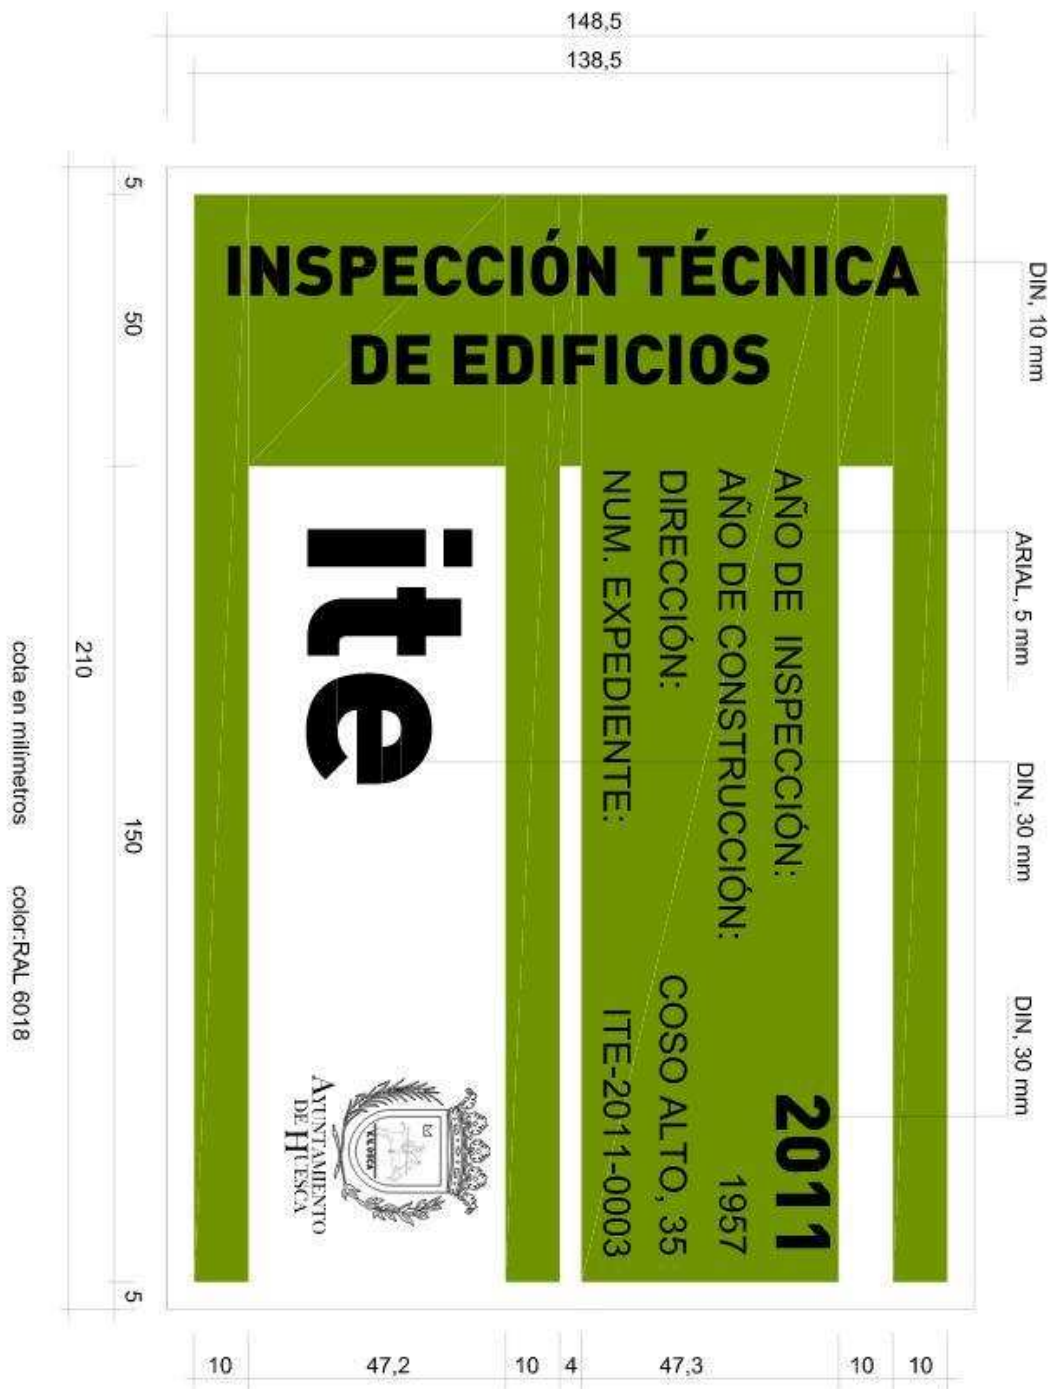 148,5
138,5
5
50
150
5
210
INSPECCIÓN TÉCNICA
DE EDIFICIOS
DIN, 10 mm
ARIAL, 5 mm
DIN, 30 mm
DIN, 30 mm
AÑO DE INSPECCIÓN: 2011
AÑO DE CONSTRUCCIÓN: 1957
DIRECCIÓN: COSO ALTO, 35
NUM. EXPEDIENTE: ITE-2011-0003
ite
AYUNTAMIENTO
DE HUESCA
10 47,2 10 4 47,3 10 10
cota en milimetros color:RAL 6018